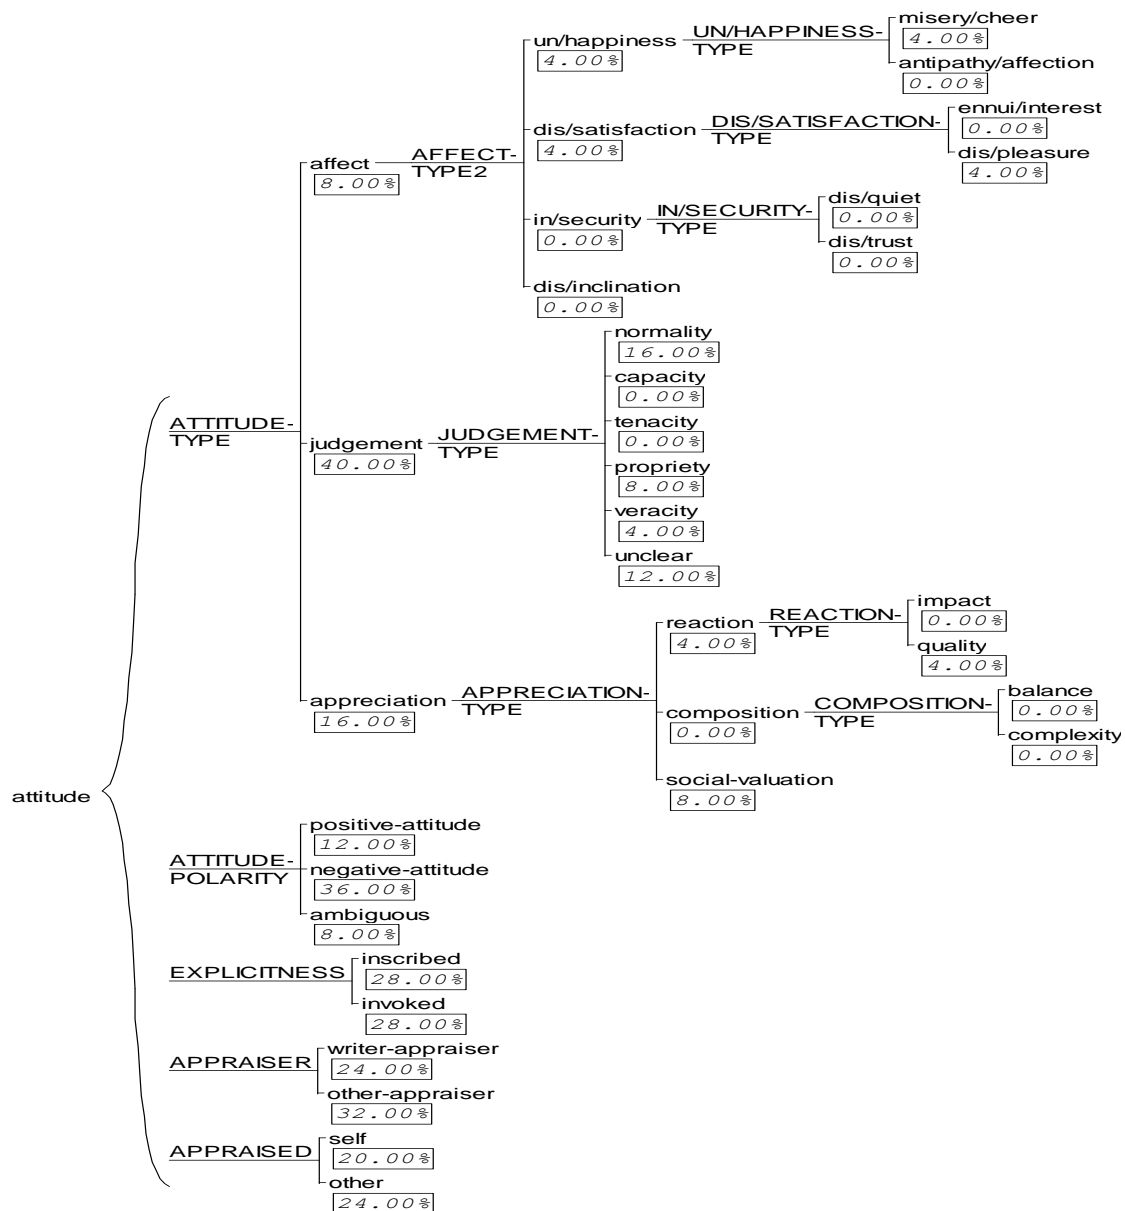 misery/cheer
un/happiness UN/HAPPINESS-
4.00%
4.00% TYPE
antipathy/affection
0.00%
ennui/interest
dis/satisfaction DIS/SATISFACTION-
0.00%
4.00% TYPE
dis/pleasure
affect AFFECT-
4.00%
8.00% TYPE2
dis/quiet
in/security IN/SECURITY-
0.00%
0.00% TYPE
dis/trust
0.00%
dis/inclination
0.00%
normality
16.00%
capacity
0.00%
ATTITUDE-
TYPE
tenacity
0.00%
judgement JUDGEMENT-
40.00% TYPE
propriety
8.00%
veracity
4.00%
unclear
12.00%
impact
reaction REACTION-
0.00%
4.00% TYPE
quality
4.00%
appreciation APPRECIATION-
16.00% TYPE
balance
composition COMPOSITION-
0.00%
0.00% TYPE
complexity
0.00%
social-valuation
8.00%
attitude
positive-attitude
12.00%
ATTITUDE-
POLARITY
negative-attitude
36.00%
ambiguous
8.00%
inscribed
EXPLICITNESS
28.00%
invoked
28.00%
writer-appraiser
APPRAISER
24.00%
other-appraiser
32.00%
self
APPRAISED
20.00%
other
24.00%